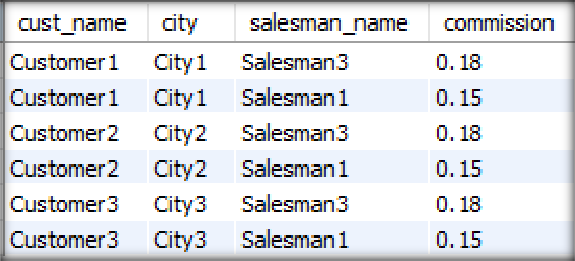 cust_name city salesman_name commission
Customer1 City1 Salesman3 0.18
Customer1 City1 Salesman1 0.15
Customer2 City2 Salesman3 0.18
Customer2 City2 Salesman1 0.15
Customer3 City3 Salesman3 0.18
Customer3 City3 Salesman1 0.15